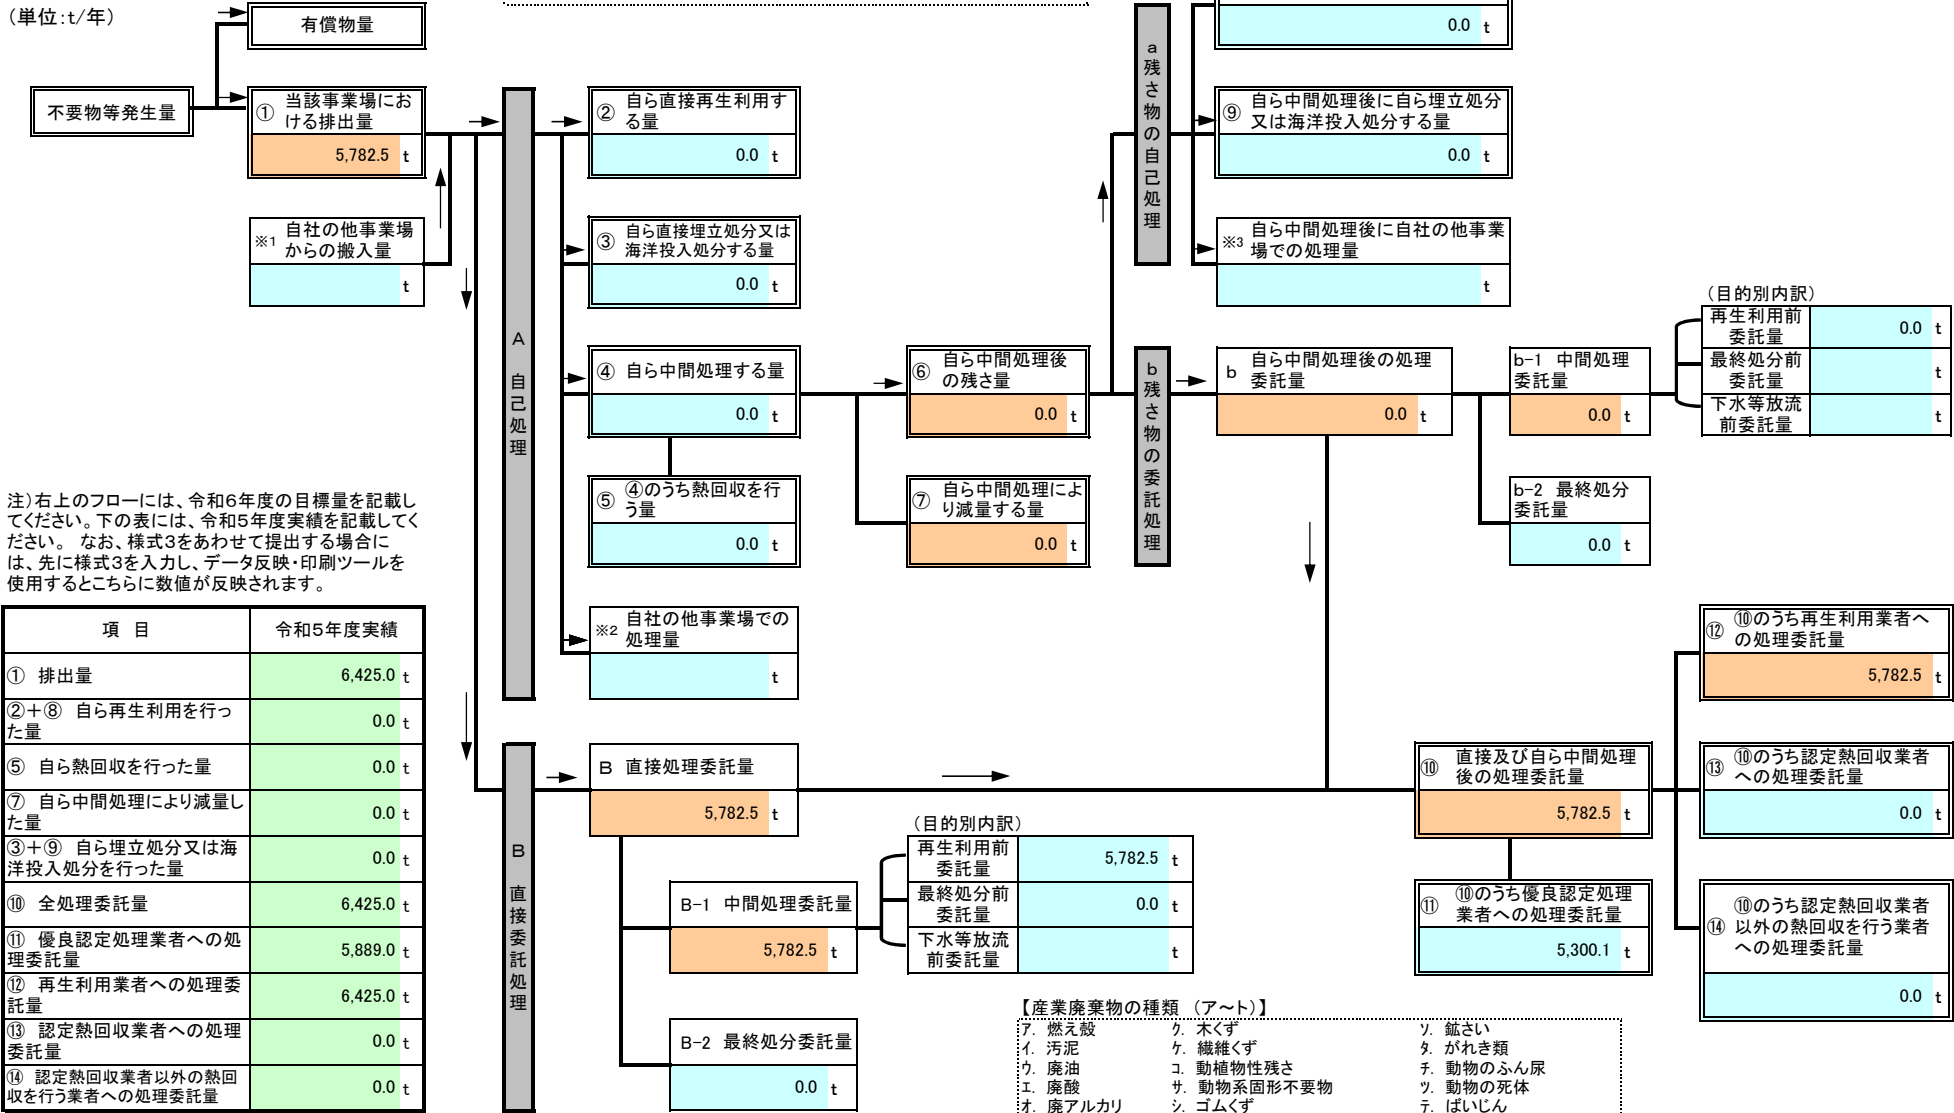 （単位：t/年）
有償物量
不要物等発生量
① 当該事業場にお
ける排出量
5,782.5 t
※1 自社の他事業場
からの搬入量
t
A 自己処理
② 自ら直接再生利用す
る量
0.0 t
③ 自ら直接埋立処分又は
海洋投入処分する量
0.0 t
④ 自ら中間処理する量
0.0 t
⑤ ④のうち熱回収を行
う量
0.0 t
※2 自社の他事業場での
処理量
t
⑥ 自ら中間処理後
の残さ量
0.0 t
⑦ 自ら中間処理によ
り減量する量
0.0 t
a 残さ物の自己処理
0.0 t
⑨ 自ら中間処理後に自ら埋立処分
又は海洋投入処分する量
0.0 t
※3 自ら中間処理後に自社の他事業
場での処理量
t
b 残さ物の委託処理
b 自ら中間処理後の処理
委託量
0.0 t
b-1 中間処理
委託量
0.0 t
（目的別内訳）
再生利用前
委託量
0.0 t
最終処分前
委託量
t
下水等放流
前委託量
t
b-2 最終処分
委託量
0.0 t
注）右上のフローには、令和６年度の目標量を記載し
てください。下の表には、令和５年度実績を記載してく
ださい。 なお、様式３をあわせて提出する場合に
は、先に様式３を入力し、データ反映・印刷ツールを
使用するとこちらに数値が反映されます。
項 目 令和５年度実績
① 排出量 6,425.0 t
②＋⑧ 自ら再生利用を行っ
た量 0.0 t
⑤ 自ら熱回収を行った量 0.0 t
⑦ 自ら中間処理により減量し
た量 0.0 t
③＋⑨ 自ら埋立処分又は海
洋投入処分を行った量 0.0 t
⑩ 全処理委託量 6,425.0 t
⑪ 優良認定処理業者への処
理委託量 5,889.0 t
⑫ 再生利用業者への処理委
託量 6,425.0 t
⑬ 認定熱回収業者への処理
委託量 0.0 t
⑭ 認定熱回収業者以外の熱回
収を行う業者への処理委託量 0.0 t
B 直接委託処理
B 直接処理委託量
5,782.5 t
B-1 中間処理委託量
5,782.5 t
（目的別内訳）
再生利用前
委託量
5,782.5 t
最終処分前
委託量
0.0 t
下水等放流
前委託量
t
B-2 最終処分委託量
0.0 t
⑩ 直接及び自ら中間処理
後の処理委託量
5,782.5 t
⑪ ⑩のうち優良認定処理
業者への処理委託量
5,300.1 t
⑫ ⑩のうち再生利用業者へ
の処理委託量
5,782.5 t
⑬ ⑩のうち認定熱回収業者
への処理委託量
0.0 t
⑭ ⑩のうち認定熱回収業者
以外の熱回収を行う業者
への処理委託量
0.0 t
【産業廃棄物の種類 （ア～ト）】
ア. 燃え殻 ク. 木くず ソ. 鉱さい
イ. 汚泥 ケ. 繊維くず タ. がれき類
ウ. 廃油 コ. 動植物性残さ チ. 動物のふん尿
エ. 廃酸 サ. 動物系固形不要物 ツ. 動物の死体
オ. 廃アルカリ シ. ゴムくず テ. ばいじん